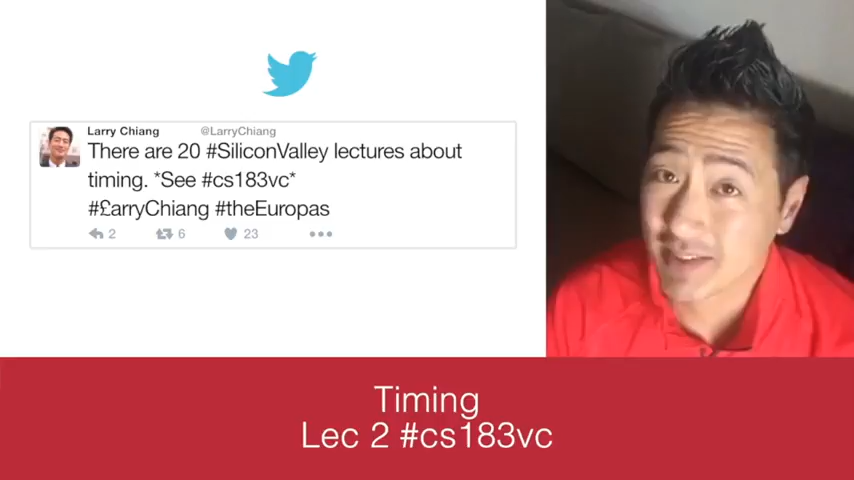 Larry Chiang @LarryChiang
There are 20 #SiliconValley lectures about
timing. *See #cs183vc*
#£arryChiang #theEuropas
2 6 23
Timing
Lec 2 #cs183vc